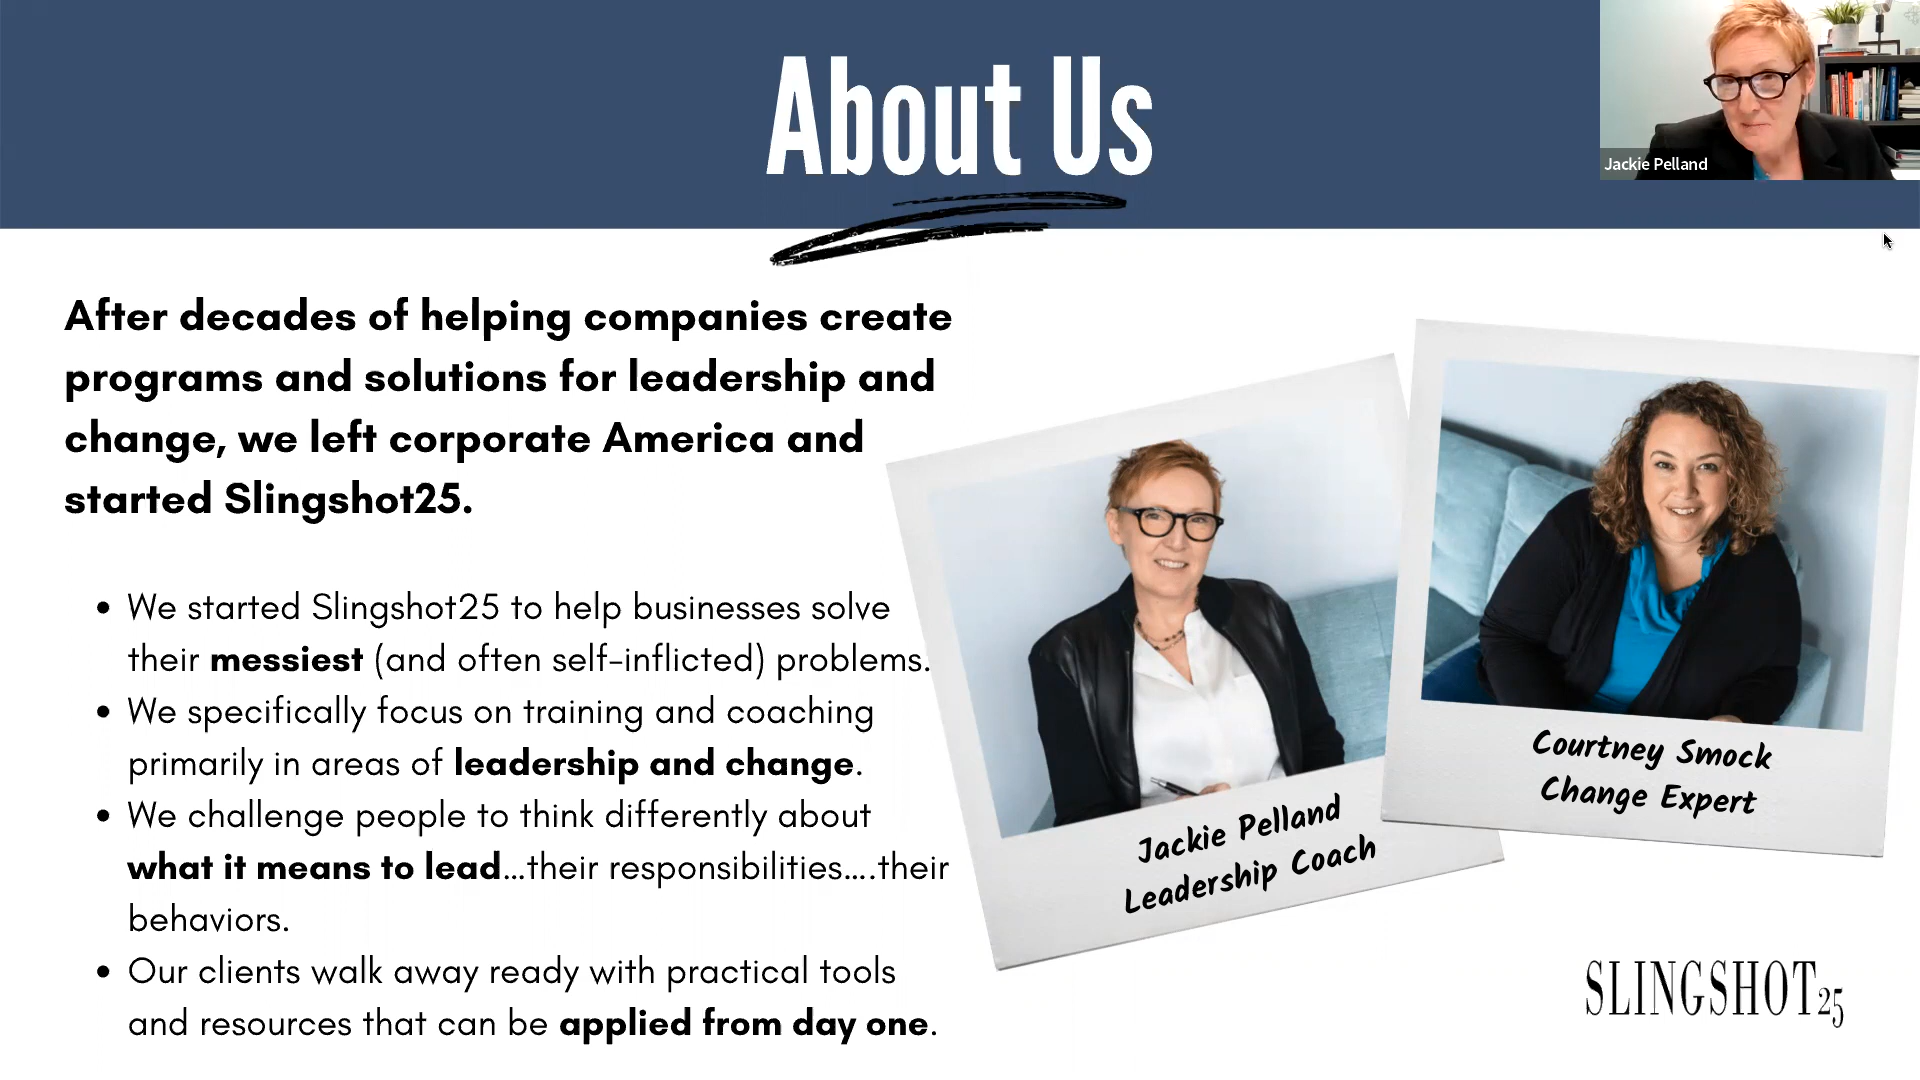 About Us
Jackie Pelland
After decades of helping companies create
programs and solutions for leadership and
change, we left corporate America and
started Slingshot25.
• We started Slingshot25 to help businesses solve
their messiest (and often self-inflicted) problems.
• We specifically focus on training and coaching
primarily in areas of leadership and change.
• We challenge people to think differently about
what it means to lead...their responsibilities....their
behaviors.
• Our clients walk away ready with practical tools
and resources that can be applied from day one.
Jackie Pelland
Leadership Coach
Courtney Smock
Change Expert
SLINGSHOT25